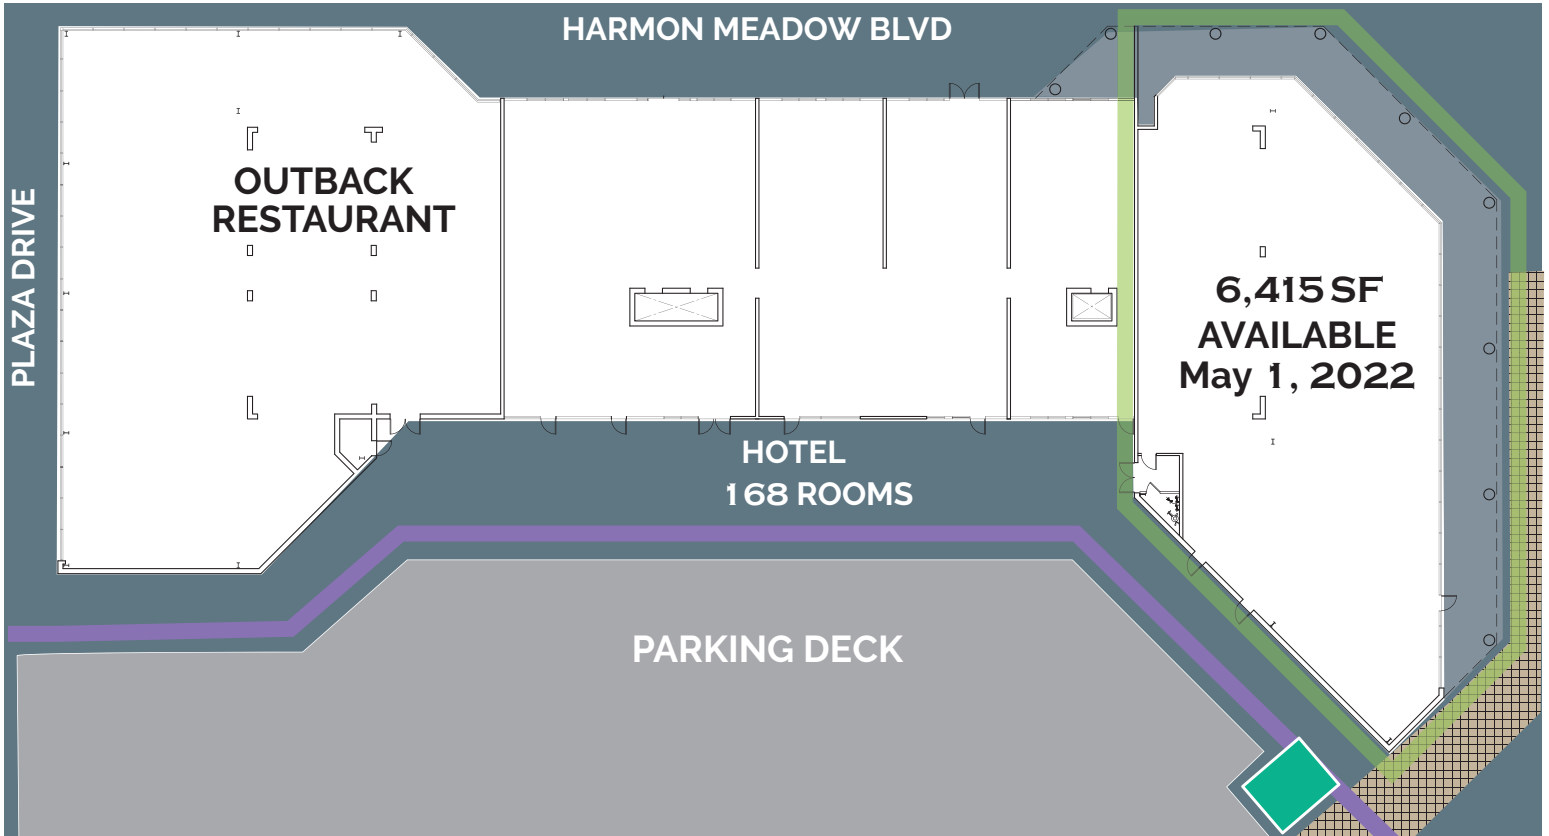 HARMON MEADOW BLVD
PLAZA DRIVE
OUTBACK
RESTAURANT
6,415 SF
AVAILABLE
May 1, 2022
HOTEL
168 ROOMS
PARKING DECK